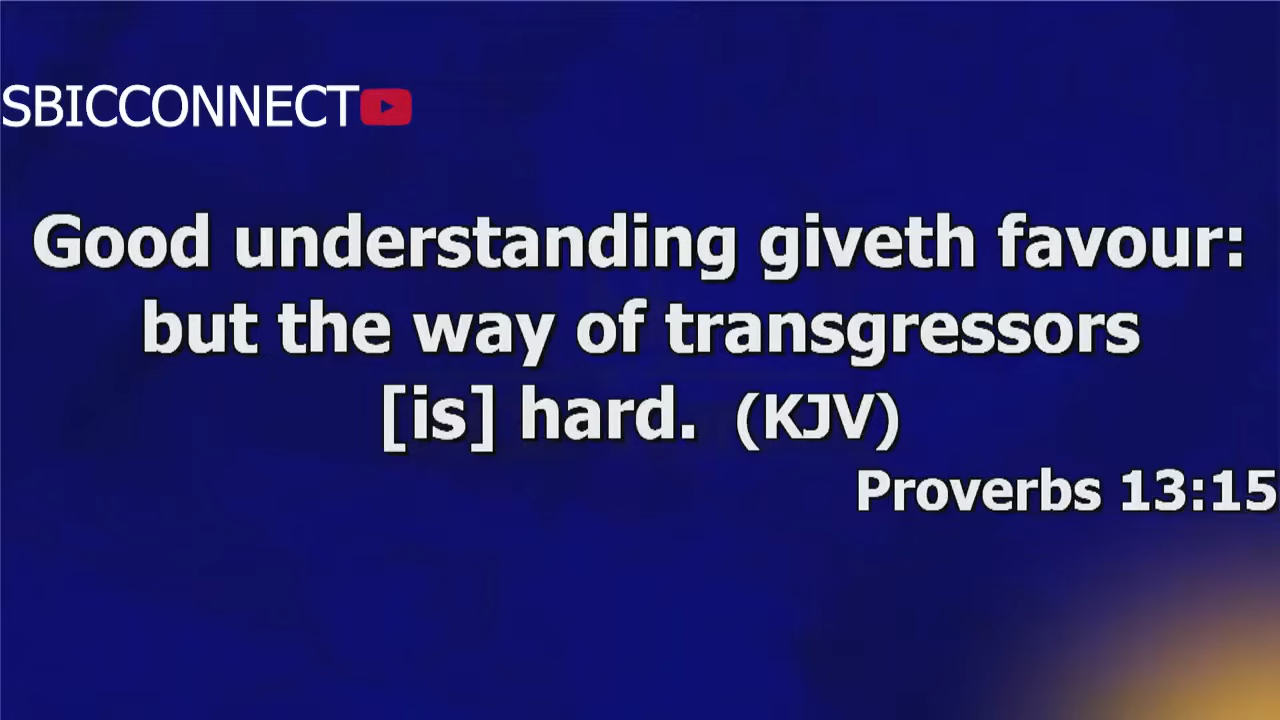 SBICCONNECT
Good understanding giveth favour:
but the way of transgressors
[is] hard. (KJV)
Proverbs 13:15